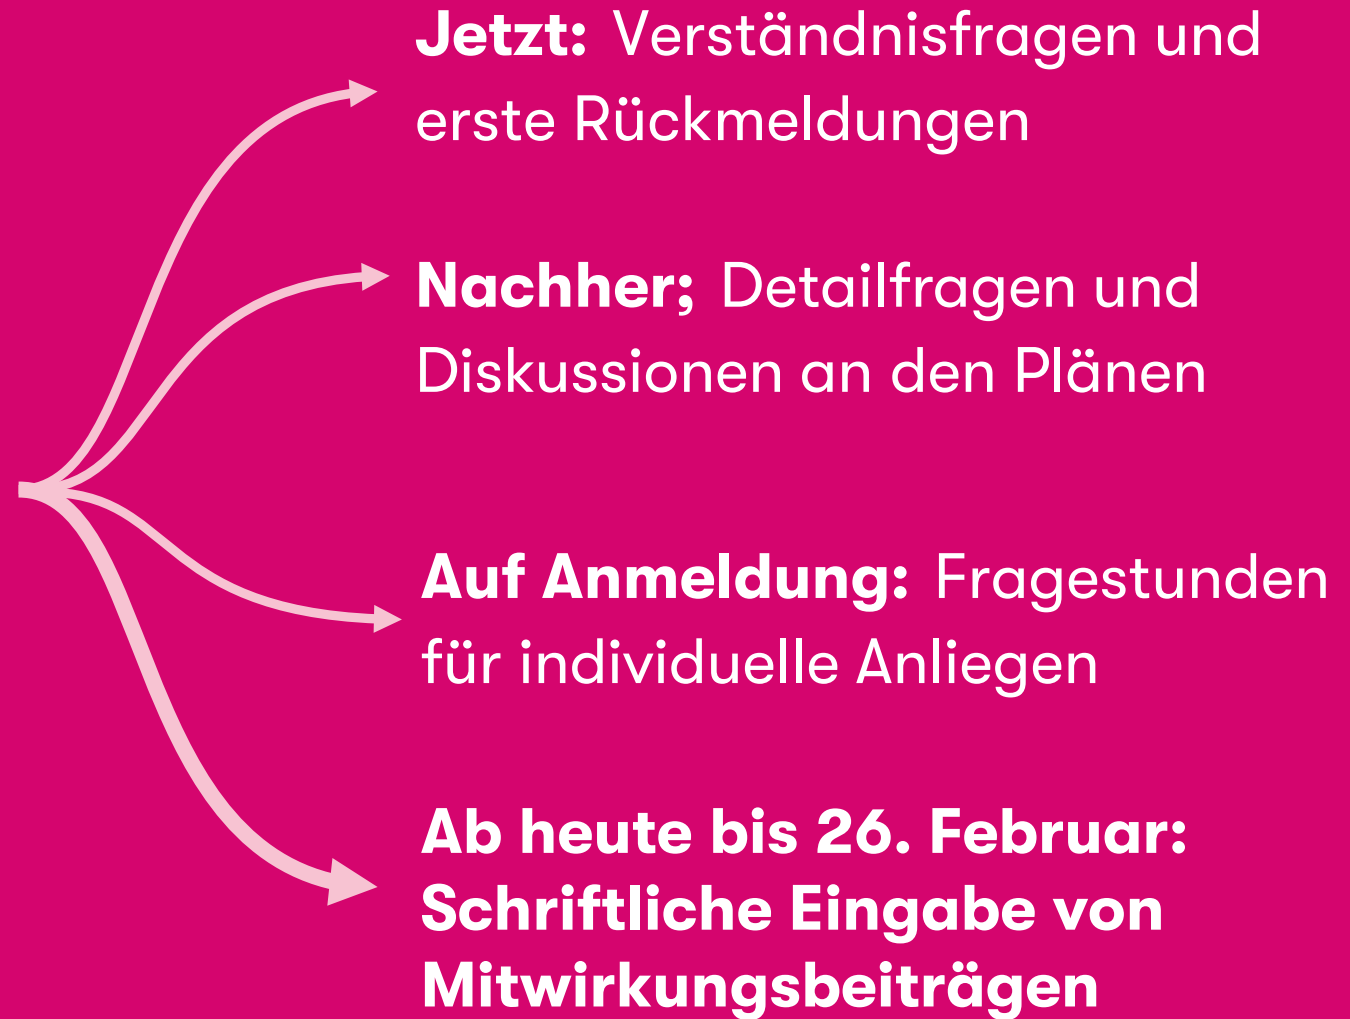 Jetzt: Verständnisfragen und
erste Rückmeldungen
Nachher; Detailfragen und
Diskussionen an den Plänen
Auf Anmeldung: Fragestunden
für individuelle Anliegen
Ab heute bis 26. Februar:
Schriftliche Eingabe von
Mitwirkungsbeiträgen